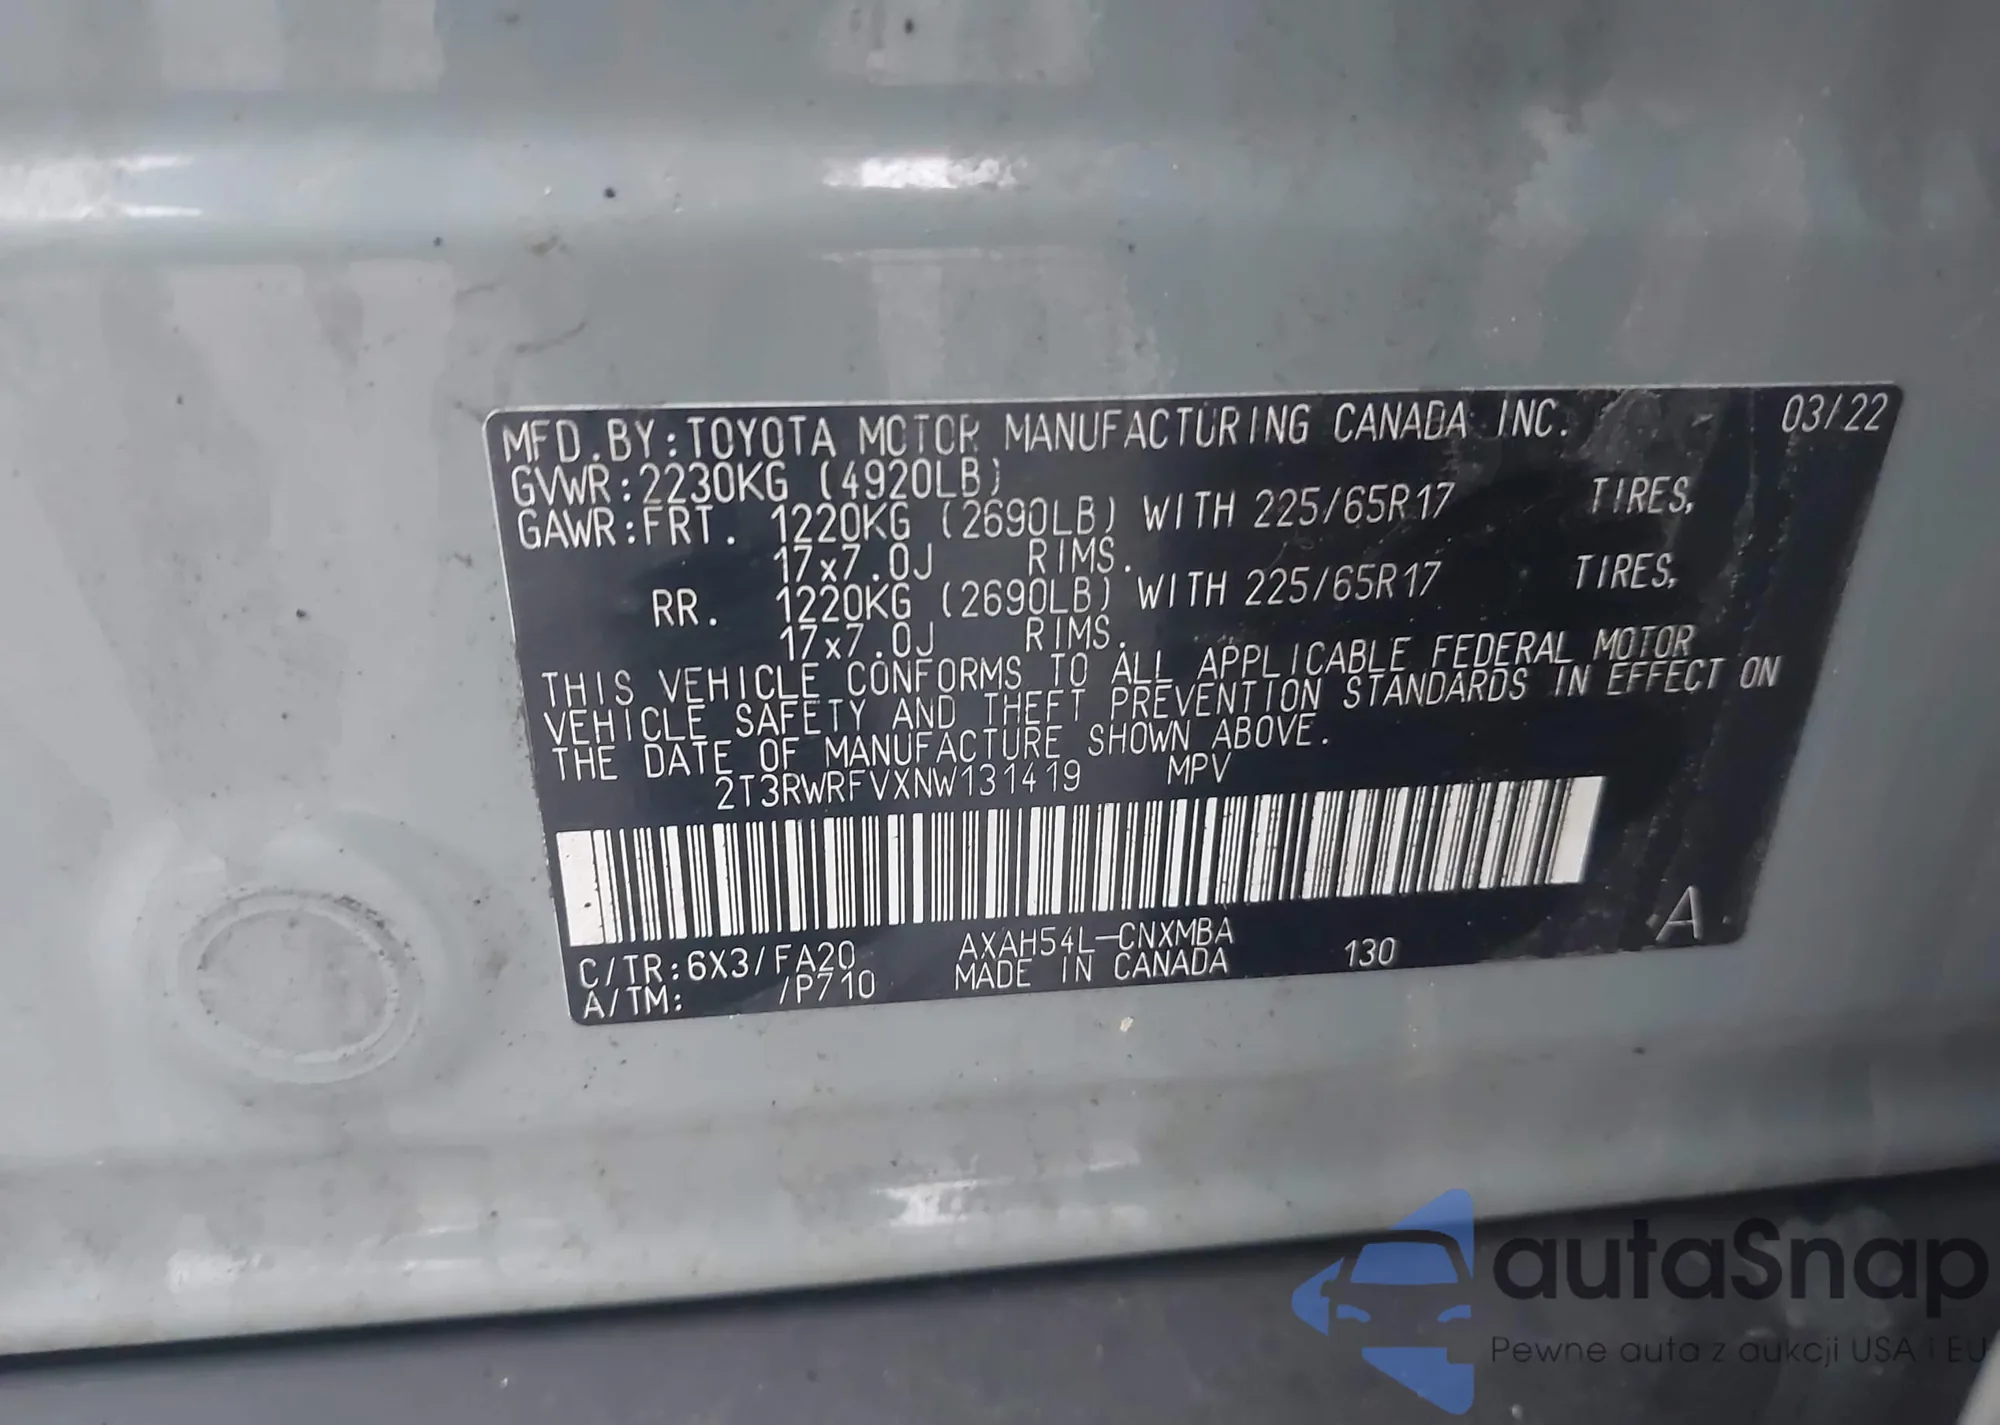 MFD.BY:TOYOTA MOTOR MANUFACTURING CANADA INC. 03/22
GVWR:2230KG (4920LB)
GAWR:FRT. 1220KG (2690LB) WITH 225/65R17 TIRES,
17x7.0J RIMS.
RR. 1220KG (2690LB) WITH 225/65R17 TIRES,
17x7.0J RIMS.
THIS VEHICLE CONFORMS TO ALL APPLICABLE FEDERAL MOTOR
VEHICLE SAFETY AND THEFT PREVENTION STANDARDS IN EFFECT ON
THE DATE OF MANUFACTURE SHOWN ABOVE.
2T3RWRFVXNW131419 MPV
C/TR:6X3/FA20 AXAH54L-CNXMBA 130 A
A/TM: /P710 MADE IN CANADA
autaSnap
Pewne auta z aukcji USA i EU